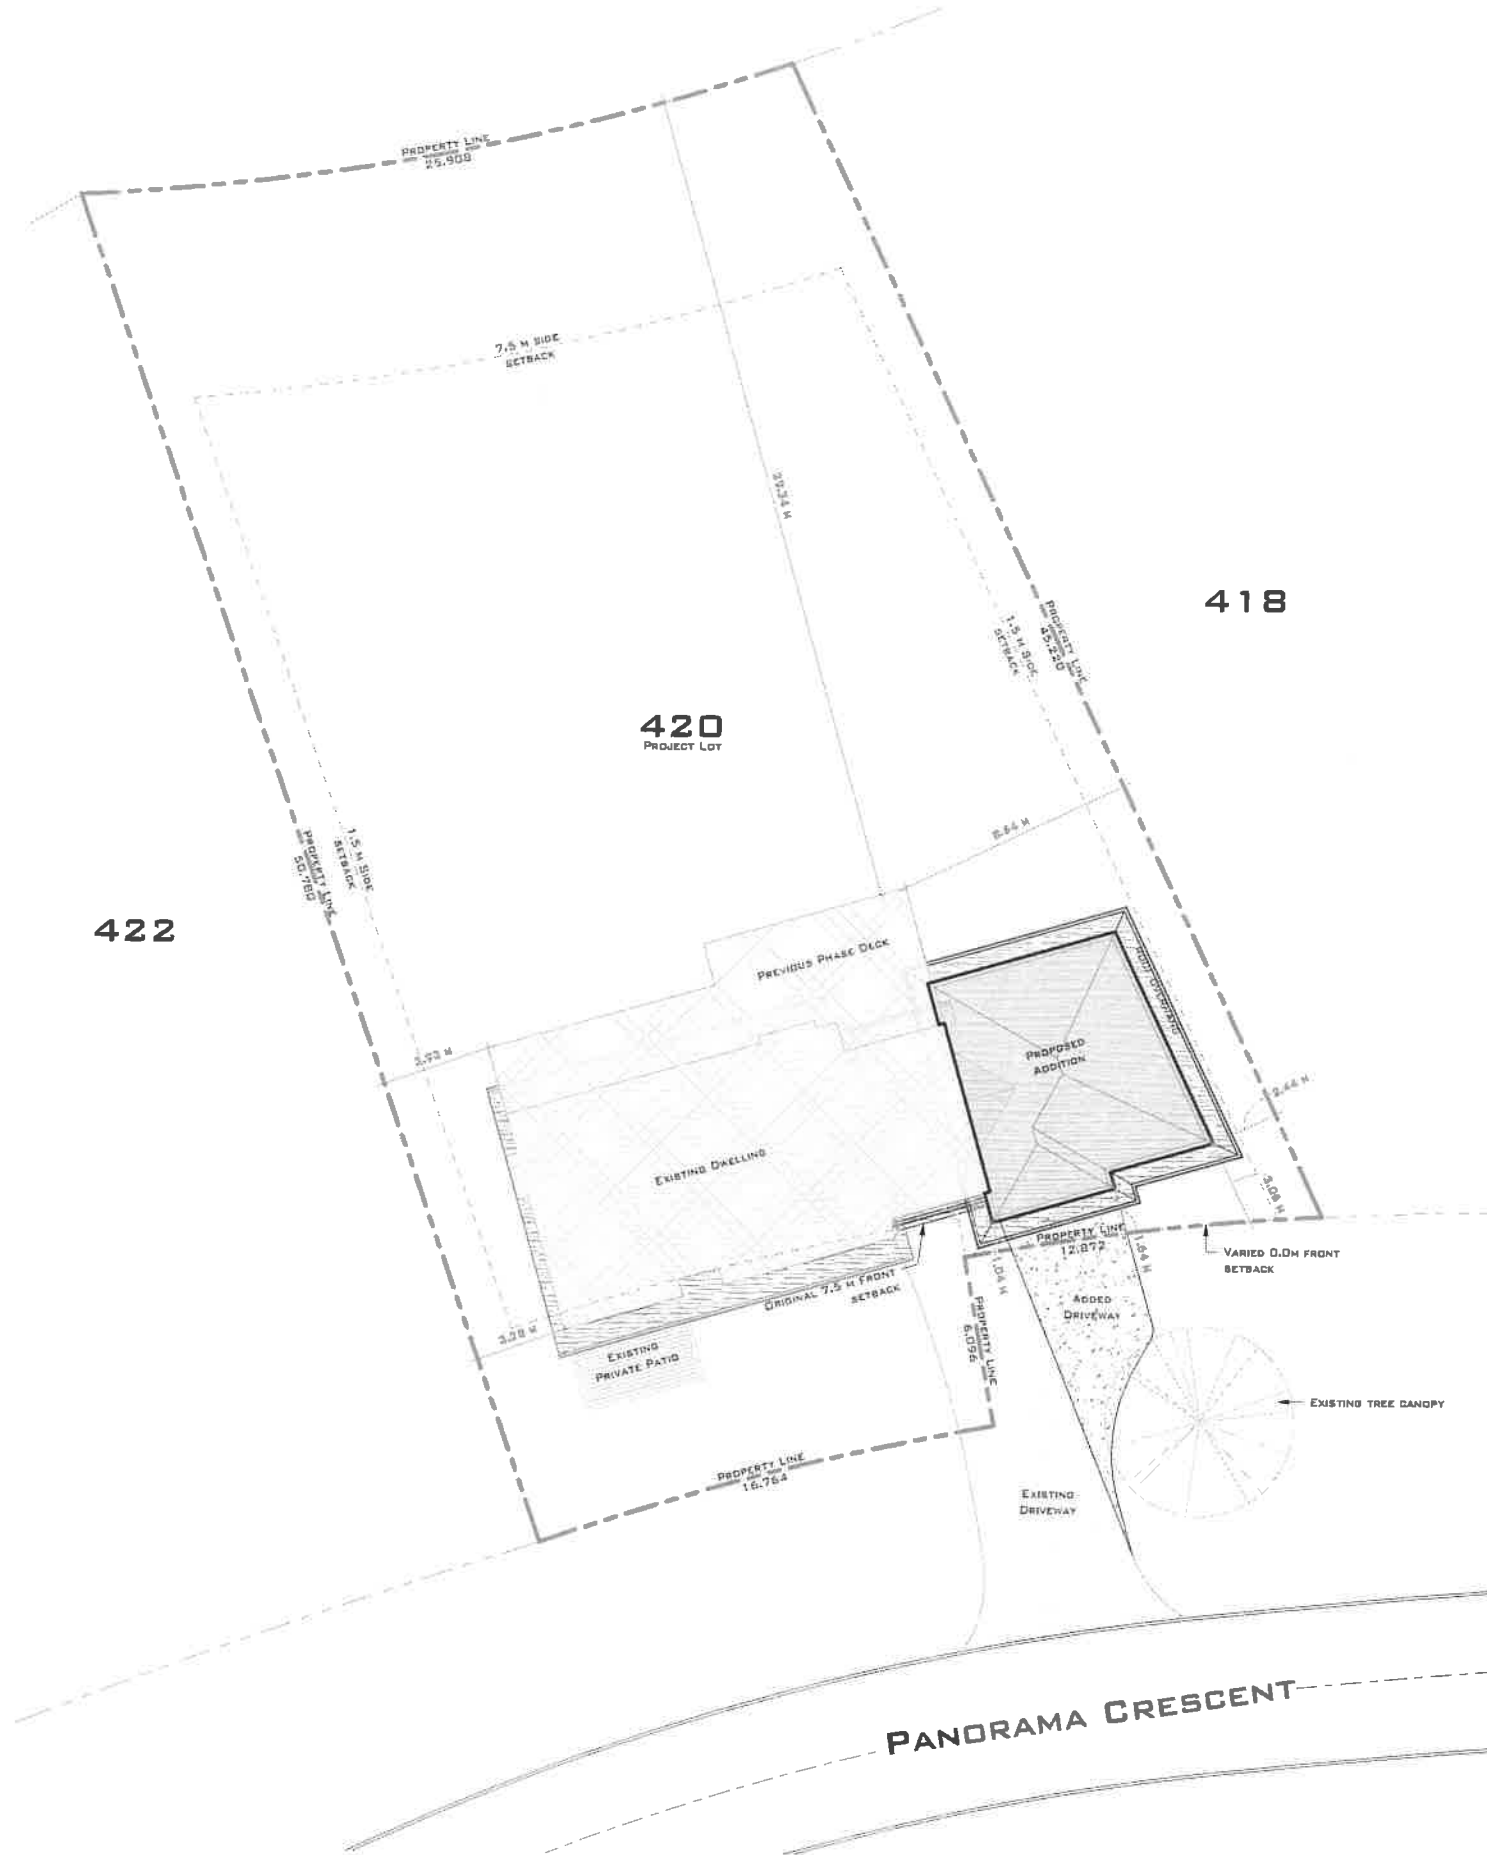 PROPERTY LINE
25.908
7.5 M SIDE
SETBACK
418
PROPERTY LINE
45.220
1.5 M SIDE
SETBACK
420
PROJECT LOT
PROPERTY LINE
50.780
1.5 M SIDE
SETBACK
422
PREVIOUS PHASE DECK
ROOF OVERHANG
PROPOSED
ADDITION
2.44 M
EXISTING DWELLING
3.08 M
PROPERTY LINE
12.872
1.64 M
VARIED 0.0M FRONT
SETBACK
1.04 M
ORIGINAL 7.5 M FRONT
SETBACK
ADDED
DRIVEWAY
PROPERTY LINE
6.096
EXISTING
PRIVATE PATIO
EXISTING TREE CANOPY
PROPERTY LINE
16.764
EXISTING
DRIVEWAY
PANORAMA CRESCENT